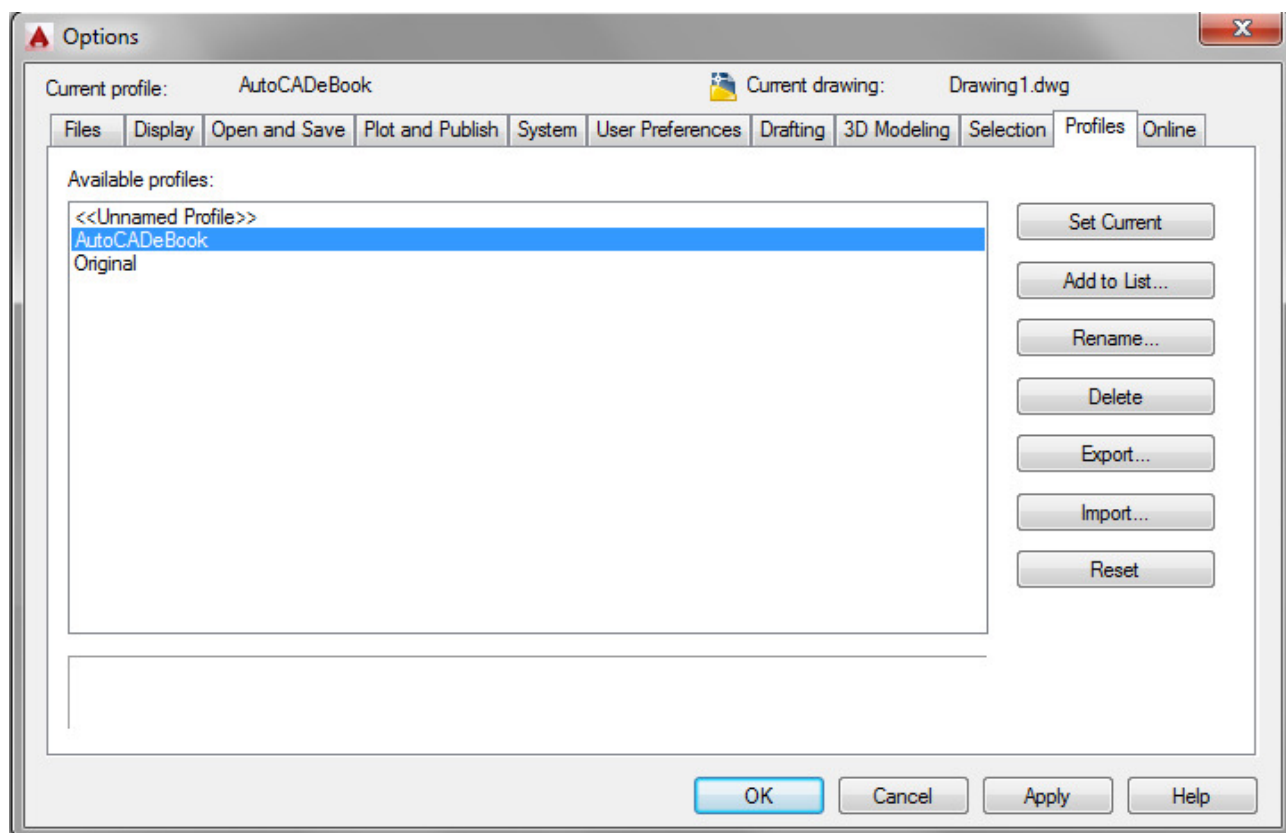 Options
Current profile: AutoCADeBook Current drawing: Drawing1.dwg
Files Display Open and Save Plot and Publish System User Preferences Drafting 3D Modeling Selection Profiles Online
Available profiles:
<<Unnamed Profile>>
AutoCADeBook
Original
Set Current
Add to List...
Rename...
Delete
Export...
Import...
Reset
OK Cancel Apply Help